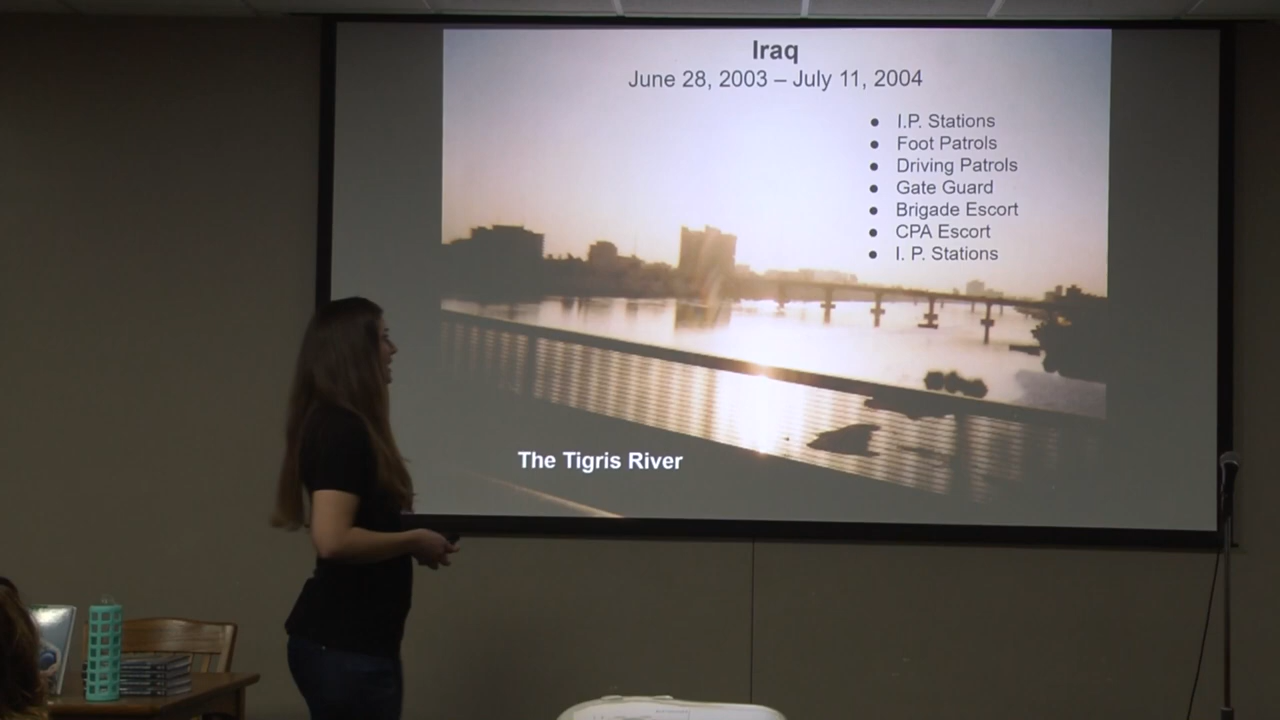 Iraq
June 28, 2003 – July 11, 2004
● I.P. Stations
● Foot Patrols
● Driving Patrols
● Gate Guard
● Brigade Escort
● CPA Escort
● I. P. Stations
The Tigris River